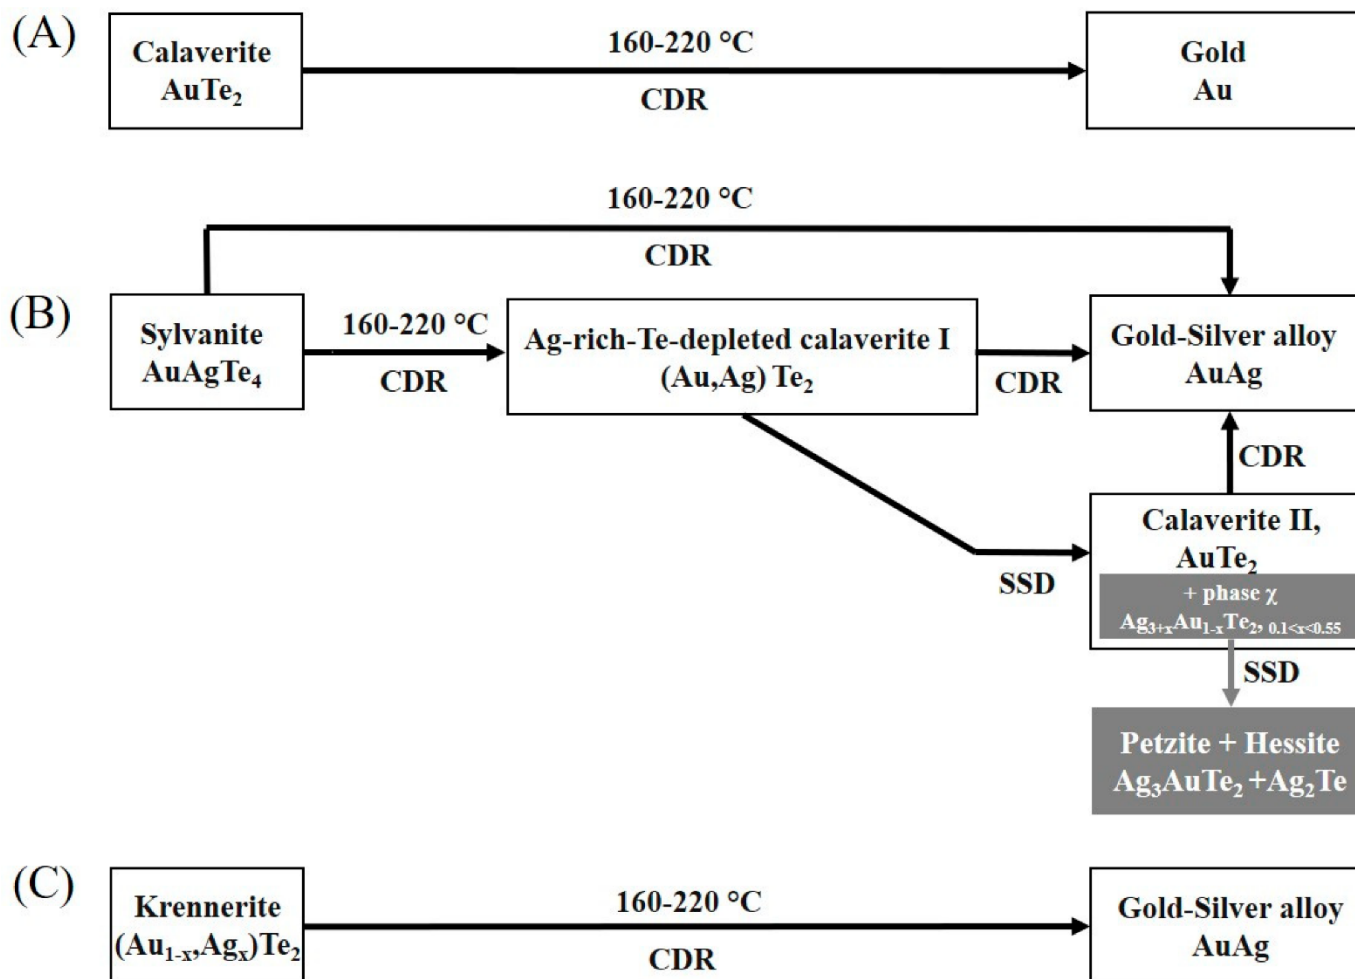 (A)
Calaverite
AuTe₂
160-220 °C
CDR
Gold
Au
160-220 °C
CDR
(B)
Sylvanite
AuAgTe₄
160-220 °C
CDR
Ag-rich-Te-depleted calaverite I
(Au,Ag) Te₂
CDR
Gold-Silver alloy
AuAg
CDR
SSD
Calaverite II,
AuTe₂
+ phase χ
Ag₃₊ₓAu₁₋ₓTe₂, 0.1<x<0.55
SSD
Petzite + Hessite
Ag₃AuTe₂ +Ag₂Te
(C)
Krennerite
(Au₁₋ₓ,Agₓ)Te₂
160-220 °C
CDR
Gold-Silver alloy
AuAg